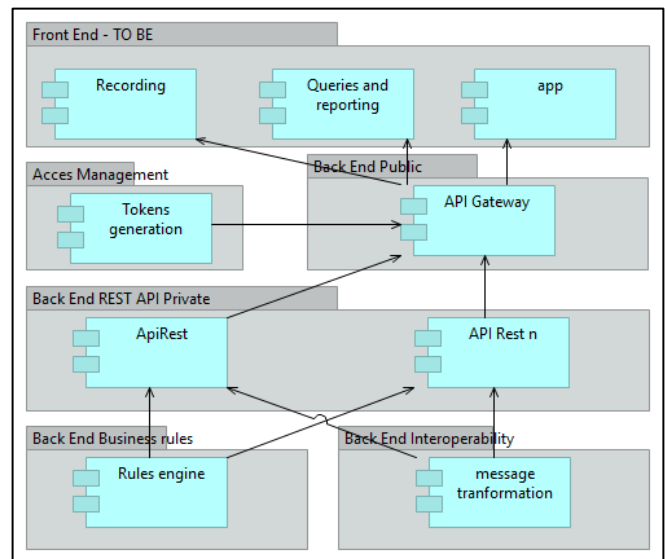 Front End - TO BE
Recording
Queries and
reporting
app
Acces Management
Back End Public
Tokens
generation
API Gateway
Back End REST API Private
ApiRest
API Rest n
Back End Business rules
Back End Interoperability
Rules engine
message
tranformation